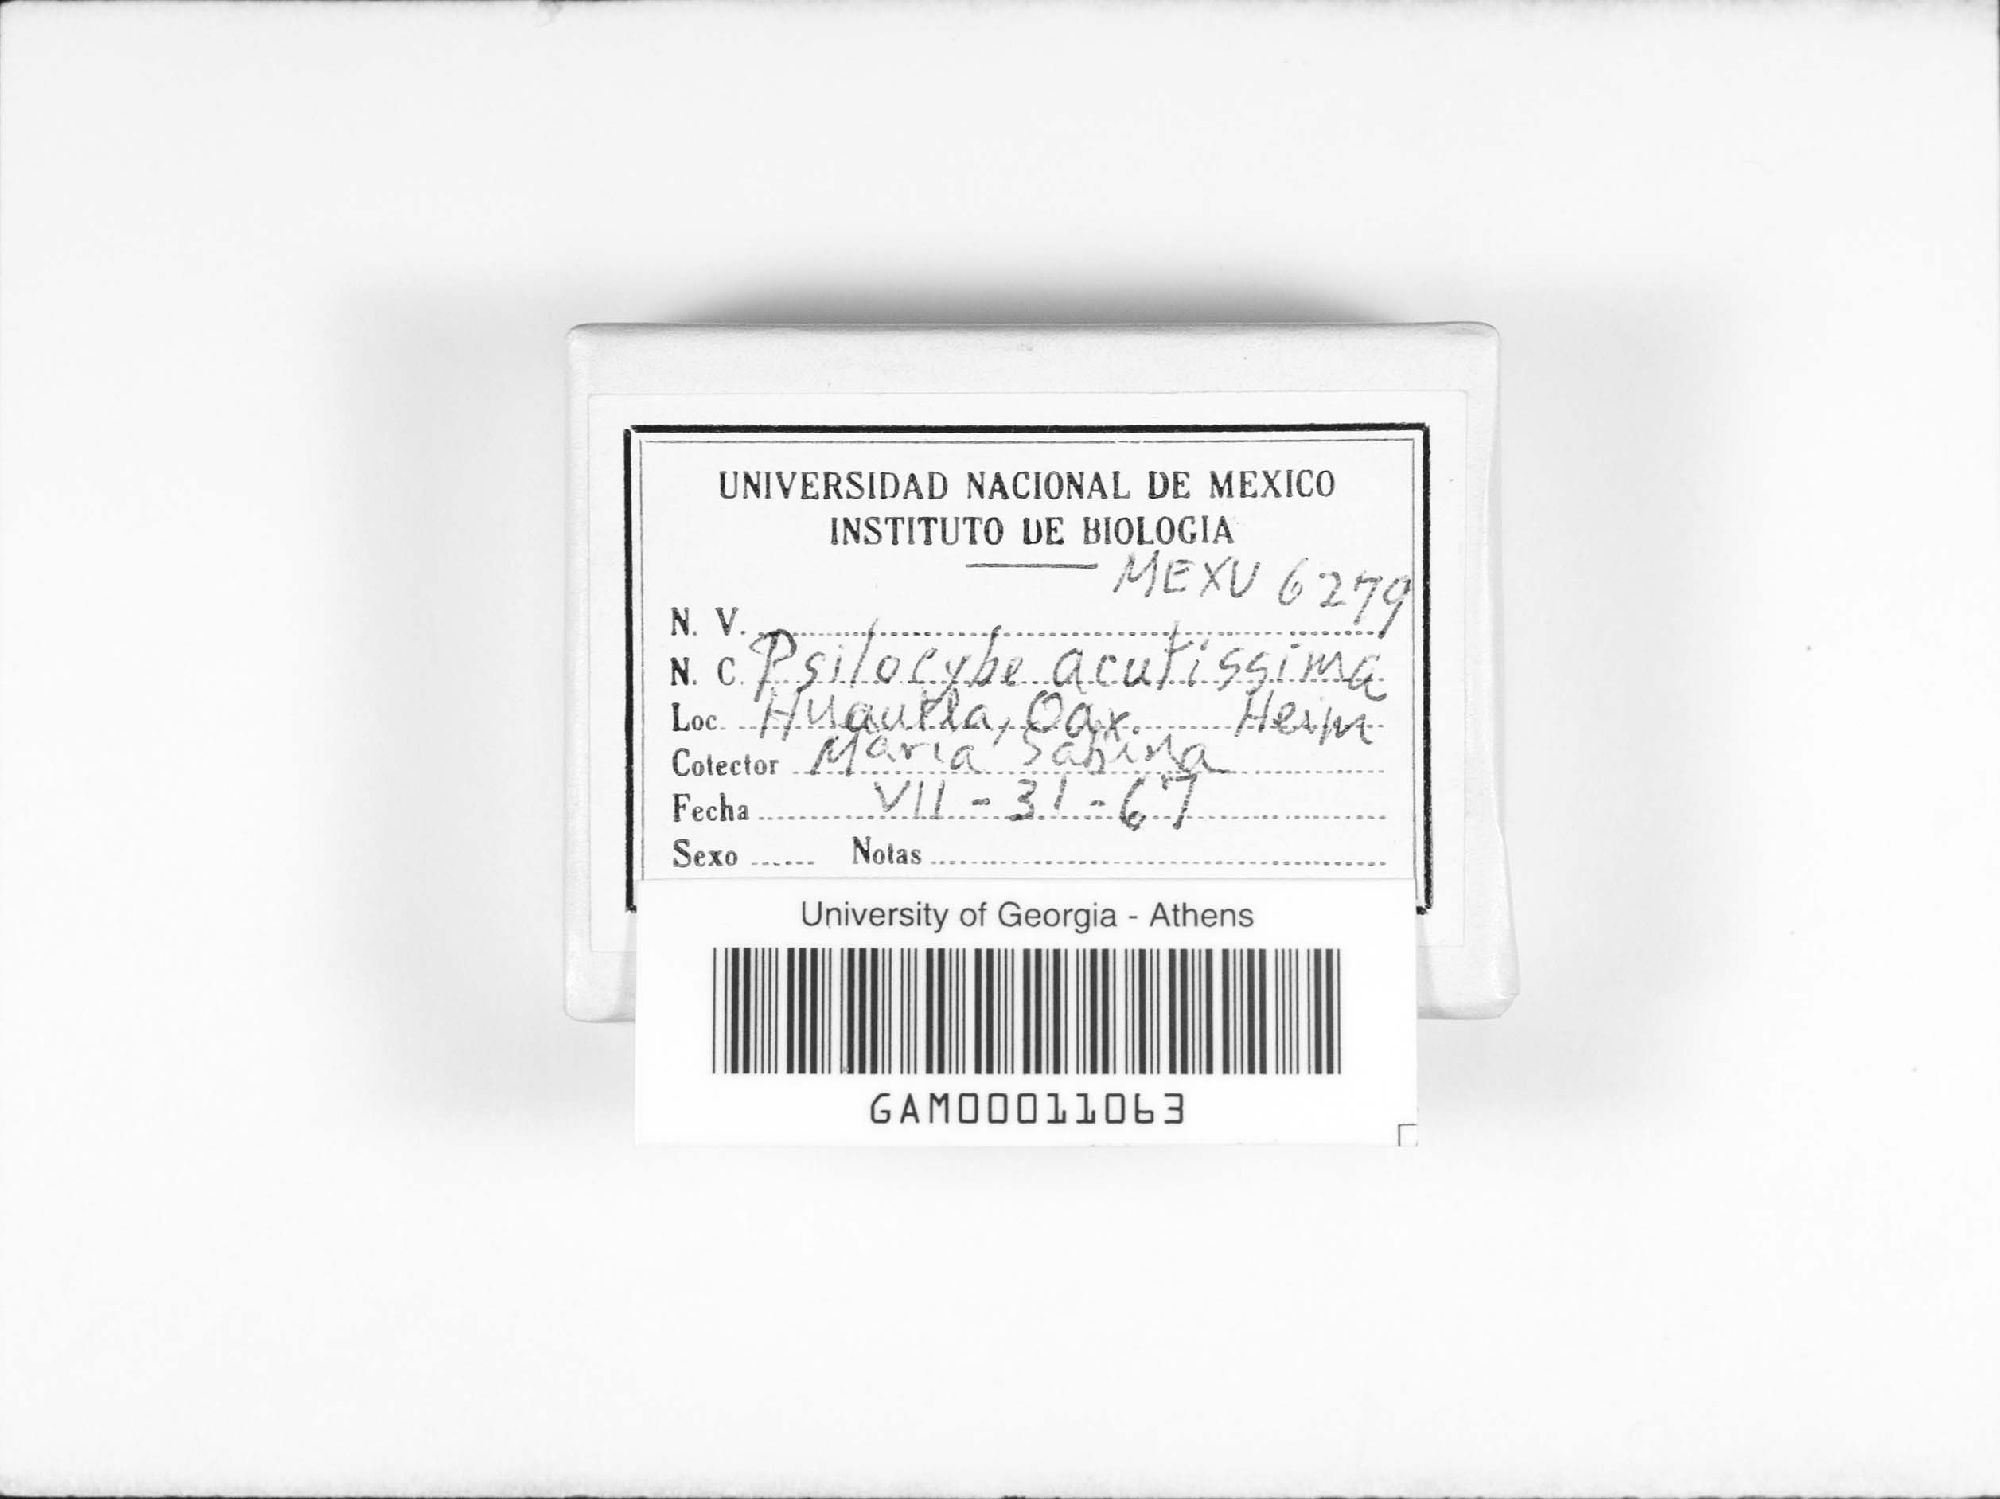 UNIVERSIDAD NACIONAL DE MEXICO
INSTITUTO DE BIOLOGIA
MEXU 6279
N. V.
N. C. Psilocybe acutissima
Loc. Huautla, Oax. Heim
Colector Maria Sabina
Fecha VII - 31 - 67
Sexo Notas
University of Georgia - Athens
GAM00011063